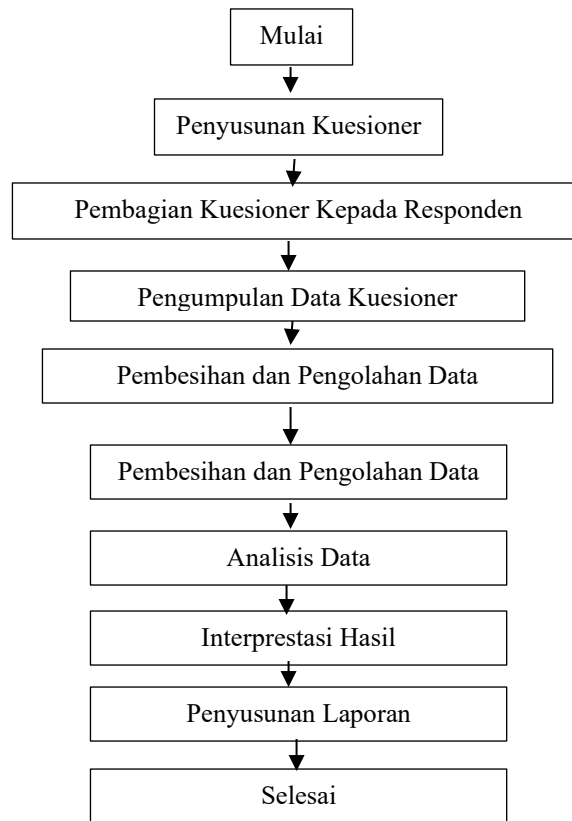 Mulai
Penyusunan Kuesioner
Pembagian Kuesioner Kepada Responden
Pengumpulan Data Kuesioner
Pembesihan dan Pengolahan Data
Pembesihan dan Pengolahan Data
Analisis Data
Interprestasi Hasil
Penyusunan Laporan
Selesai